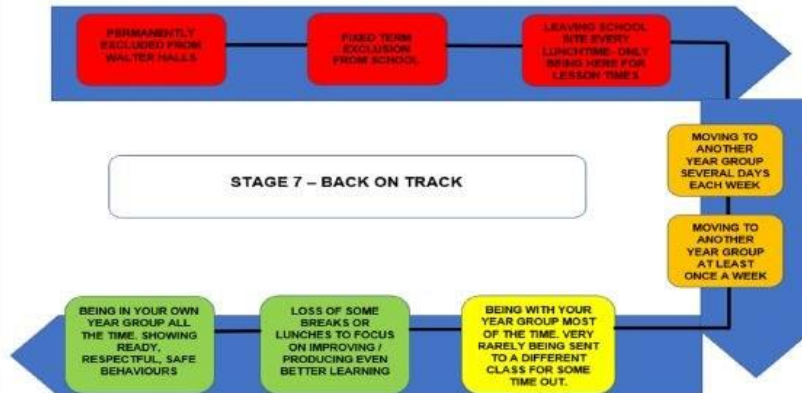 PERMANENTLY
EXCLUDED FROM
WALTER HALLS
FIXED TERM
EXCLUSION
FROM SCHOOL
LEAVING SCHOOL
SITE EVERY
LUNCHTIME- ONLY
BEING HERE FOR
LESSON TIMES
MOVING TO
ANOTHER
YEAR GROUP
SEVERAL DAYS
EACH WEEK
STAGE 7 – BACK ON TRACK
MOVING TO
ANOTHER
YEAR GROUP
AT LEAST
ONCE A WEEK
BEING IN YOUR OWN
YEAR GROUP ALL
THE TIME. SHOWING
READY,
RESPECTFUL, SAFE
BEHAVIOURS
LOSS OF SOME
BREAKS OR
LUNCHES TO FOCUS
ON IMPROVING /
PRODUCING EVEN
BETTER LEARNING
BEING WITH YOUR
YEAR GROUP MOST
OF THE TIME. VERY
RARELY BEING SENT
TO A DIFFERENT
CLASS FOR SOME
TIME OUT.